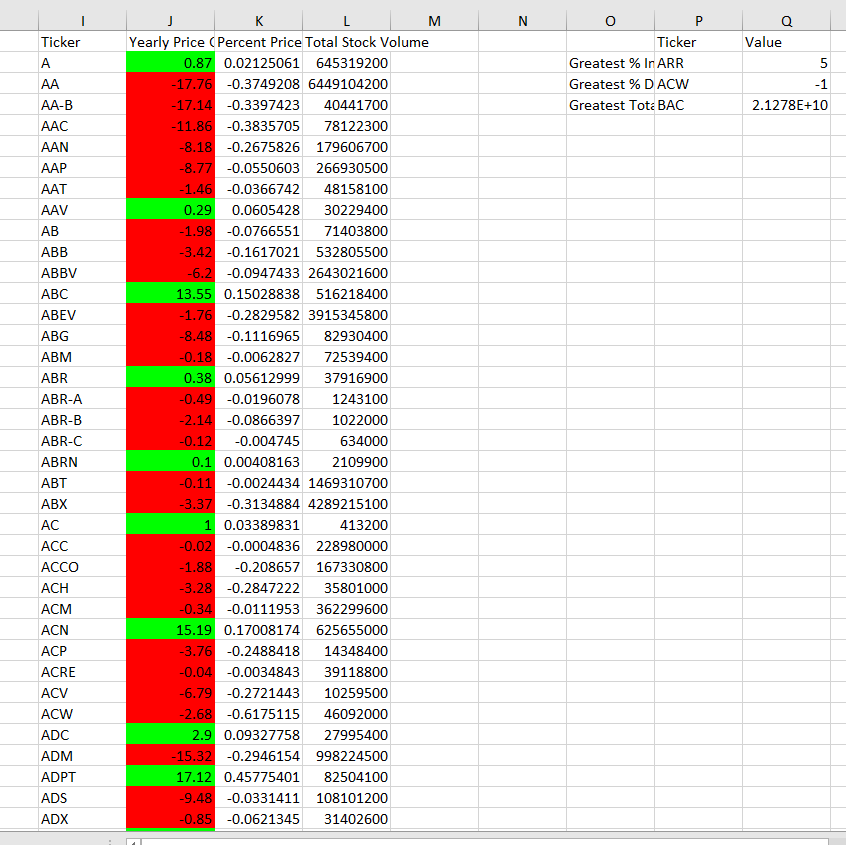 I J K L M N O P Q
Ticker Yearly Price C Percent Price Total Stock Volume Ticker Value
A 0.87 0.02125061 645319200 Greatest % In ARR 5
AA -17.76 -0.3749208 6449104200 Greatest % D ACW -1
AA-B -17.14 -0.3397423 40441700 Greatest Tota BAC 2.1278E+10
AAC -11.86 -0.3835705 78122300
AAN -8.18 -0.2675826 179606700
AAP -8.77 -0.0550603 266930500
AAT -1.46 -0.0366742 48158100
AAV 0.29 0.0605428 30229400
AB -1.98 -0.0766551 71403800
ABB -3.42 -0.1617021 532805500
ABBV -6.2 -0.0947433 2643021600
ABC 13.55 0.15028838 516218400
ABEV -1.76 -0.2829582 3915345800
ABG -8.48 -0.1116965 82930400
ABM -0.18 -0.0062827 72539400
ABR 0.38 0.05612999 37916900
ABR-A -0.49 -0.0196078 1243100
ABR-B -2.14 -0.0866397 1022000
ABR-C -0.12 -0.004745 634000
ABRN 0.1 0.00408163 2109900
ABT -0.11 -0.0024434 1469310700
ABX -3.37 -0.3134884 4289215100
AC 1 0.03389831 413200
ACC -0.02 -0.0004836 228980000
ACCO -1.88 -0.208657 167330800
ACH -3.28 -0.2847222 35801000
ACM -0.34 -0.0111953 362299600
ACN 15.19 0.17008174 625655000
ACP -3.76 -0.2488418 14348400
ACRE -0.04 -0.0034843 39118800
ACV -6.79 -0.2721443 10259500
ACW -2.68 -0.6175115 46092000
ADC 2.9 0.09327758 27995400
ADM -15.32 -0.2946154 998224500
ADPT 17.12 0.45775401 82504100
ADS -9.48 -0.0331411 108101200
ADX -0.85 -0.0621345 31402600